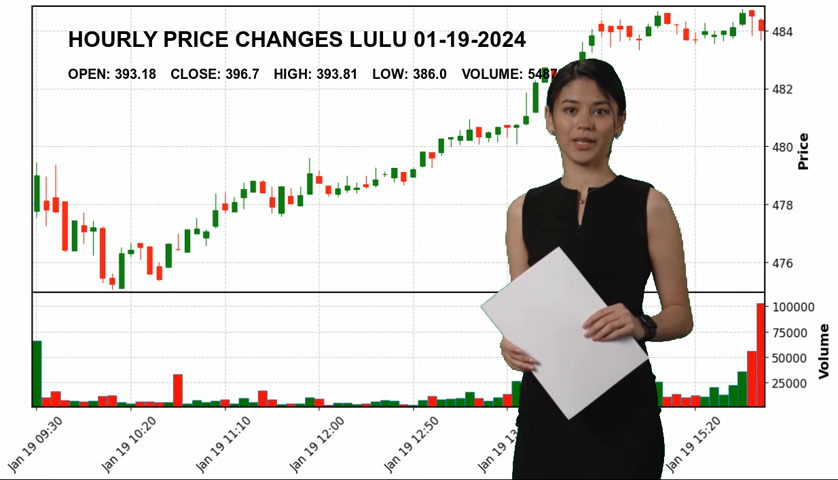 HOURLY PRICE CHANGES LULU 01-19-2024
OPEN: 393.18 CLOSE: 396.7 HIGH: 393.81 LOW: 386.0 VOLUME:
484
482
480
478
476
Price
100000
75000
50000
25000
Volume
Jan 19 09:30
Jan 19 10:20
Jan 19 11:10
Jan 19 12:00
Jan 19 12:50
Jan 19 15:20